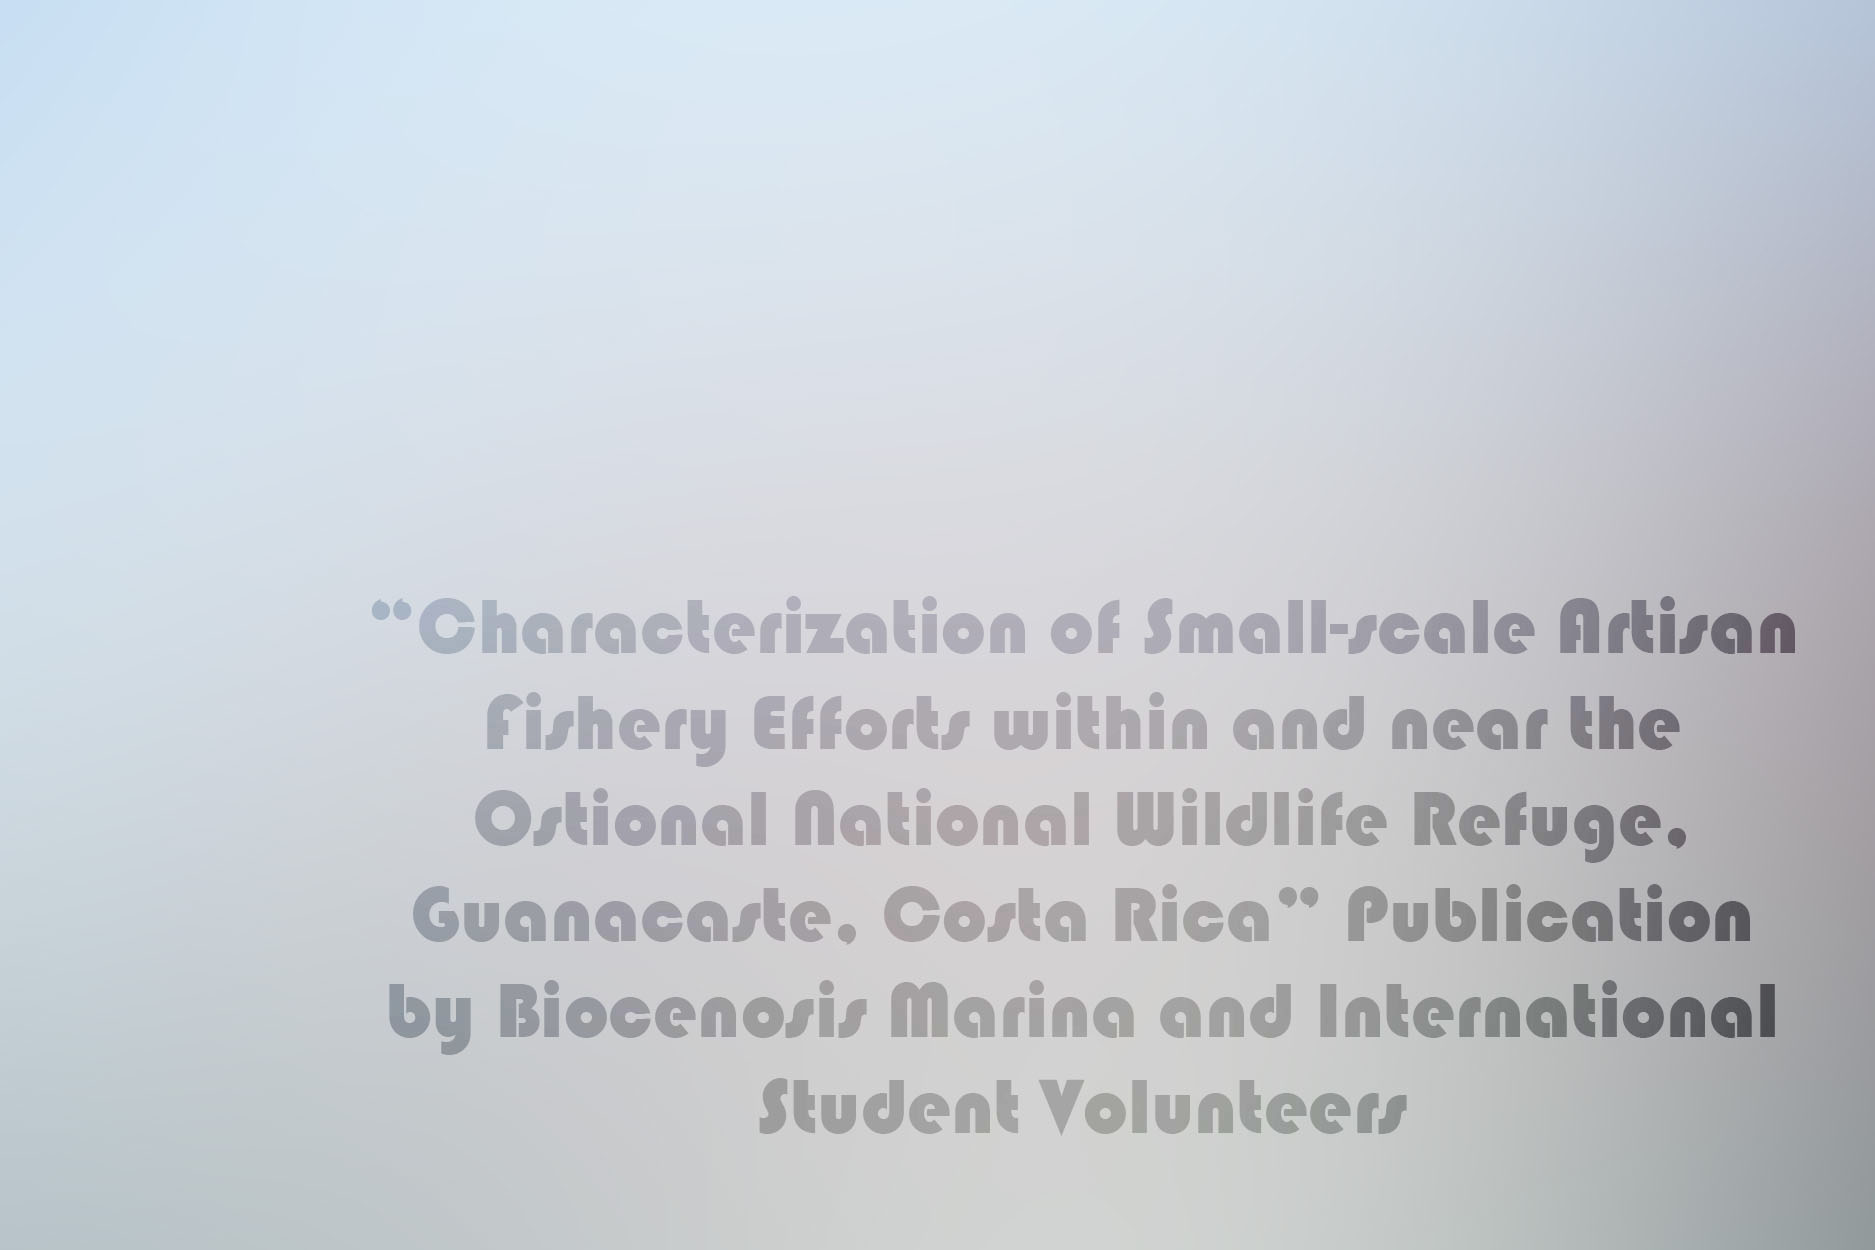 “Characterization of Small-scale Artisan
Fishery Efforts within and near the
Ostional National Wildlife Refuge,
Guanacaste, Costa Rica” Publication
by Biocenosis Marina and International
Student Volunteers